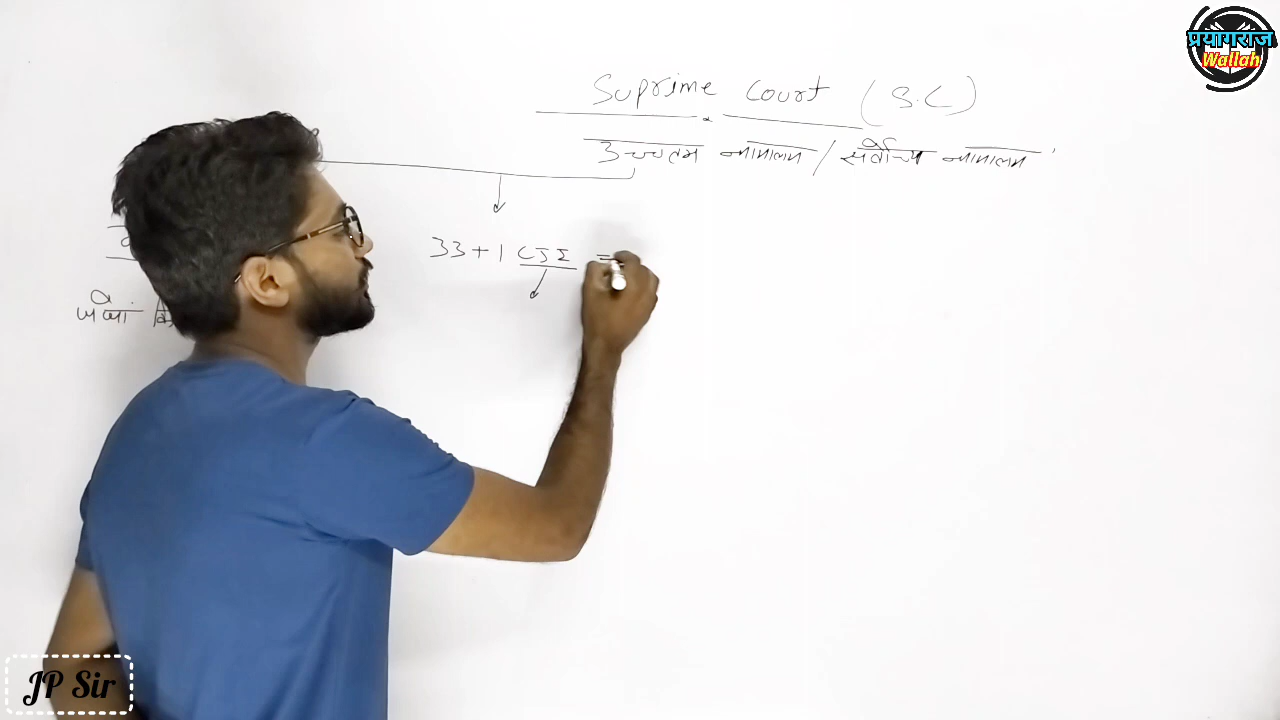 प्रयागराज
Wallah
Suprime Court (S.C)
उच्चतम न्यायालय / सर्वोच्च न्यायालय
33 + 1 CJI =
JP Sir